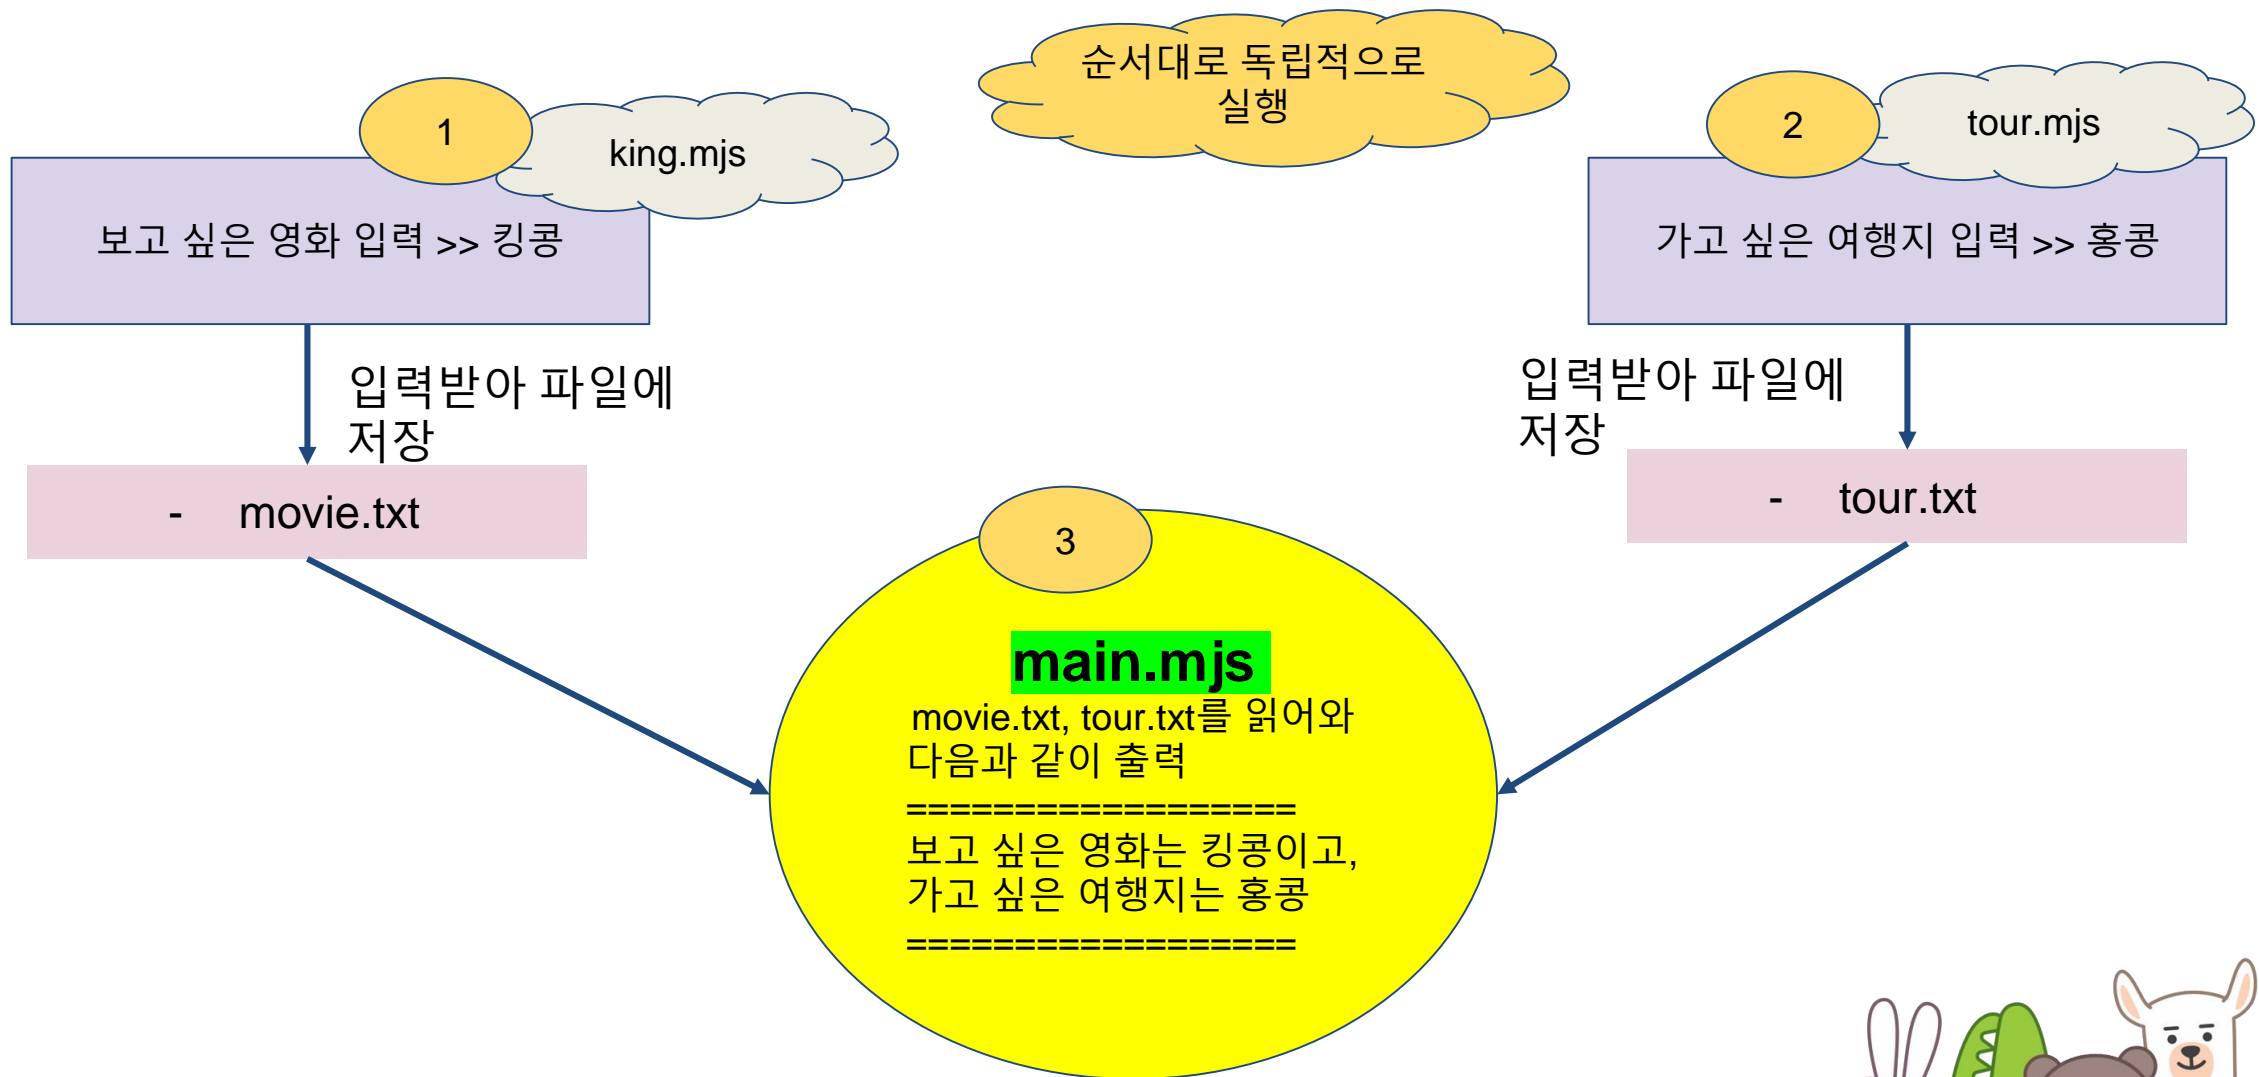 순서대로 독립적으로
실행
1
king.mjs
보고 싶은 영화 입력 >> 킹콩
2
tour.mjs
가고 싶은 여행지 입력 >> 홍콩
입력받아 파일에
저장
입력받아 파일에
저장
- movie.txt
- tour.txt
3
main.mjs
movie.txt, tour.txt를 읽어와
다음과 같이 출력
==================
보고 싶은 영화는 킹콩이고,
가고 싶은 여행지는 홍콩
==================